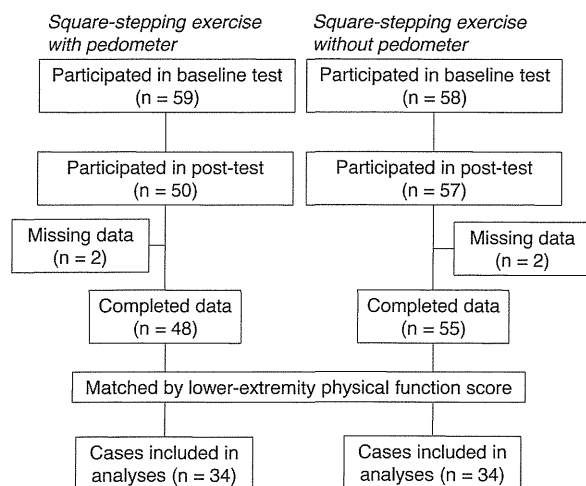 Square-stepping exercise
with pedometer
Square-stepping exercise
without pedometer
Participated in baseline test
(n = 59)
Participated in baseline test
(n = 58)
Participated in post-test
(n = 50)
Participated in post-test
(n = 57)
Missing data
(n = 2)
Missing data
(n = 2)
Completed data
(n = 48)
Completed data
(n = 55)
Matched by lower-extremity physical function score
Cases included in
analyses (n = 34)
Cases included in
analyses (n = 34)